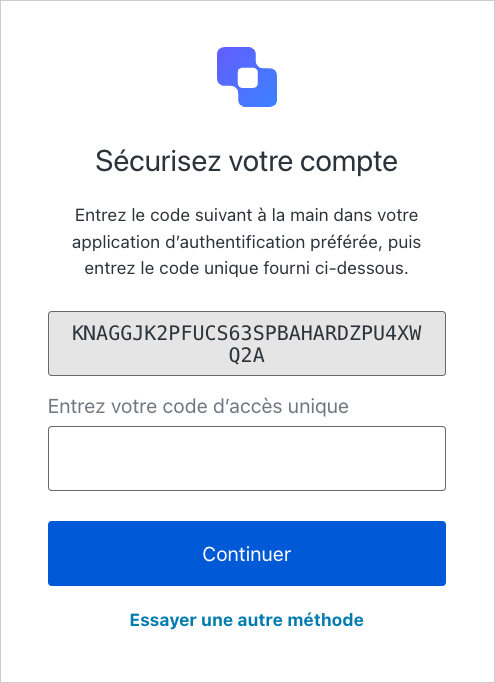 Sécurisez votre compte
Entrez le code suivant à la main dans votre
application d’authentification préférée, puis
entrez le code unique fourni ci-dessous.
KNAGGJK2PFUCS63SPBAHARDZPU4XW
Q2A
Entrez votre code d’accès unique
Continuer
Essayer une autre méthode